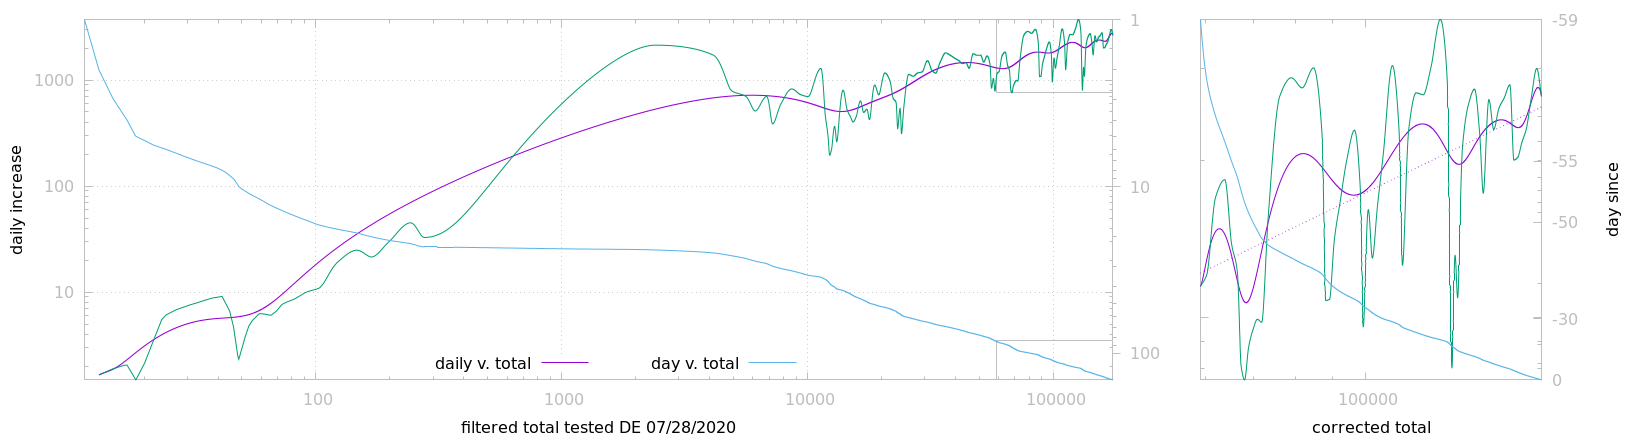 daily increase
1000
100
10
daily v. total
day v. total
100
1000
10000
100000
filtered total tested DE 07/28/2020
1
10
100
100000
corrected total
-59
-55
-50
-30
0
day since